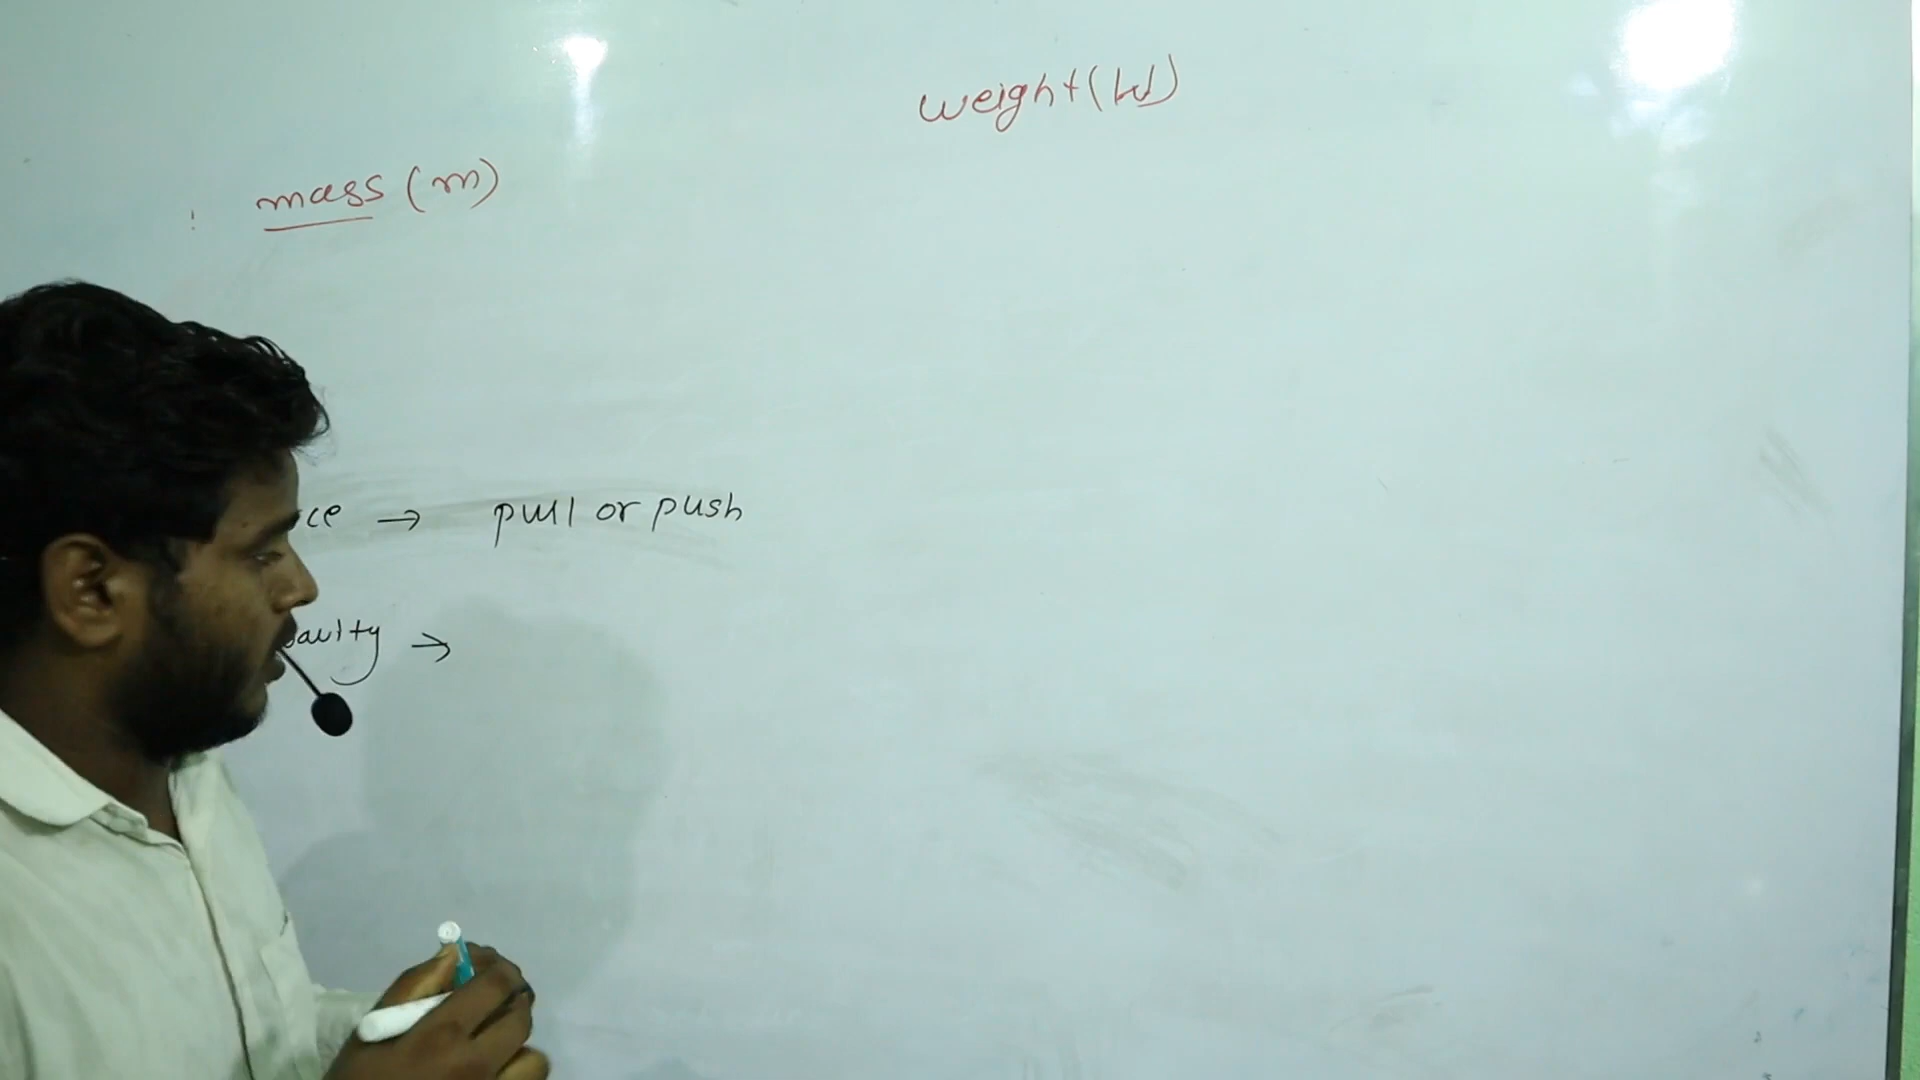 weight(W)
mass (m)
ce → pull or push
avity →